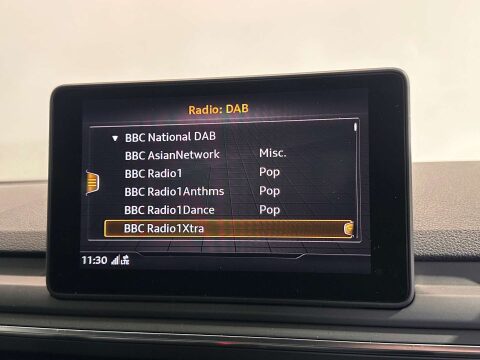 Radio: DAB
BBC National DAB
BBC AsianNetwork Misc.
BBC Radio1 Pop
BBC Radio1Anthms Pop
BBC Radio1Dance Pop
BBC Radio1Xtra
11:30 LTE